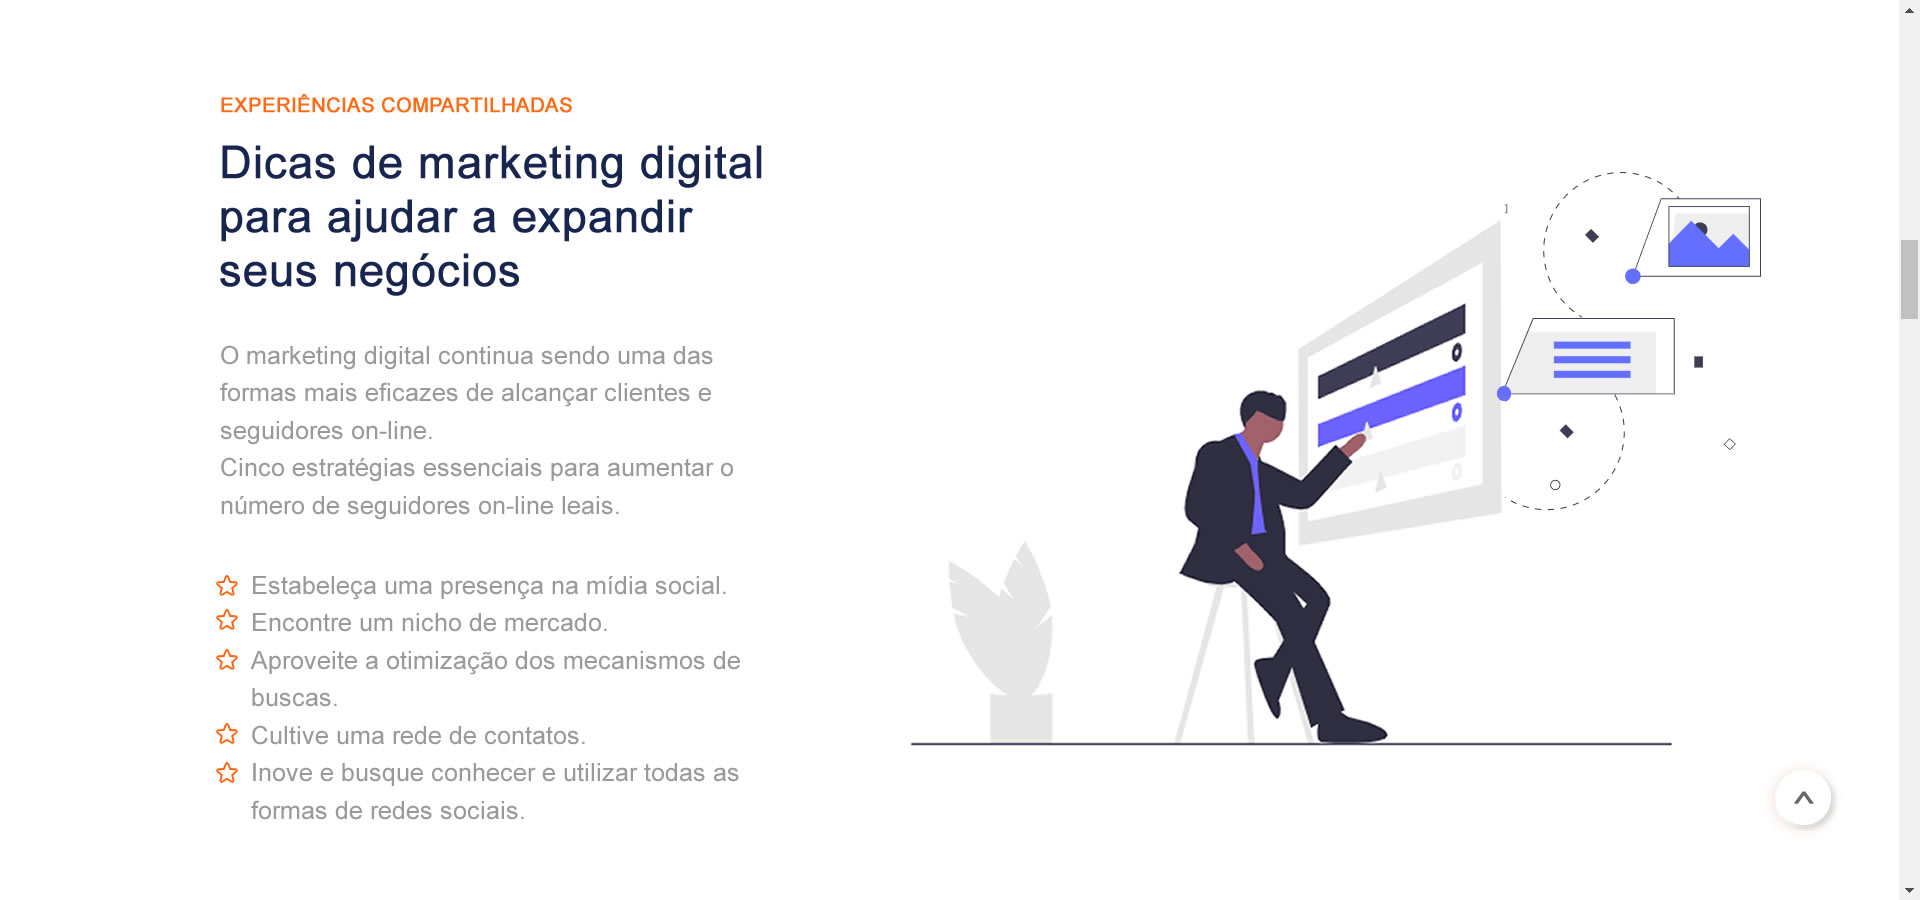 EXPERIÊNCIAS COMPARTILHADAS
Dicas de marketing digital
para ajudar a expandir
seus negócios
O marketing digital continua sendo uma das
formas mais eficazes de alcançar clientes e
seguidores on-line.
Cinco estratégias essenciais para aumentar o
número de seguidores on-line leais.
Estabeleça uma presença na mídia social.
Encontre um nicho de mercado.
Aproveite a otimização dos mecanismos de
buscas.
Cultive uma rede de contatos.
Inove e busque conhecer e utilizar todas as
formas de redes sociais.